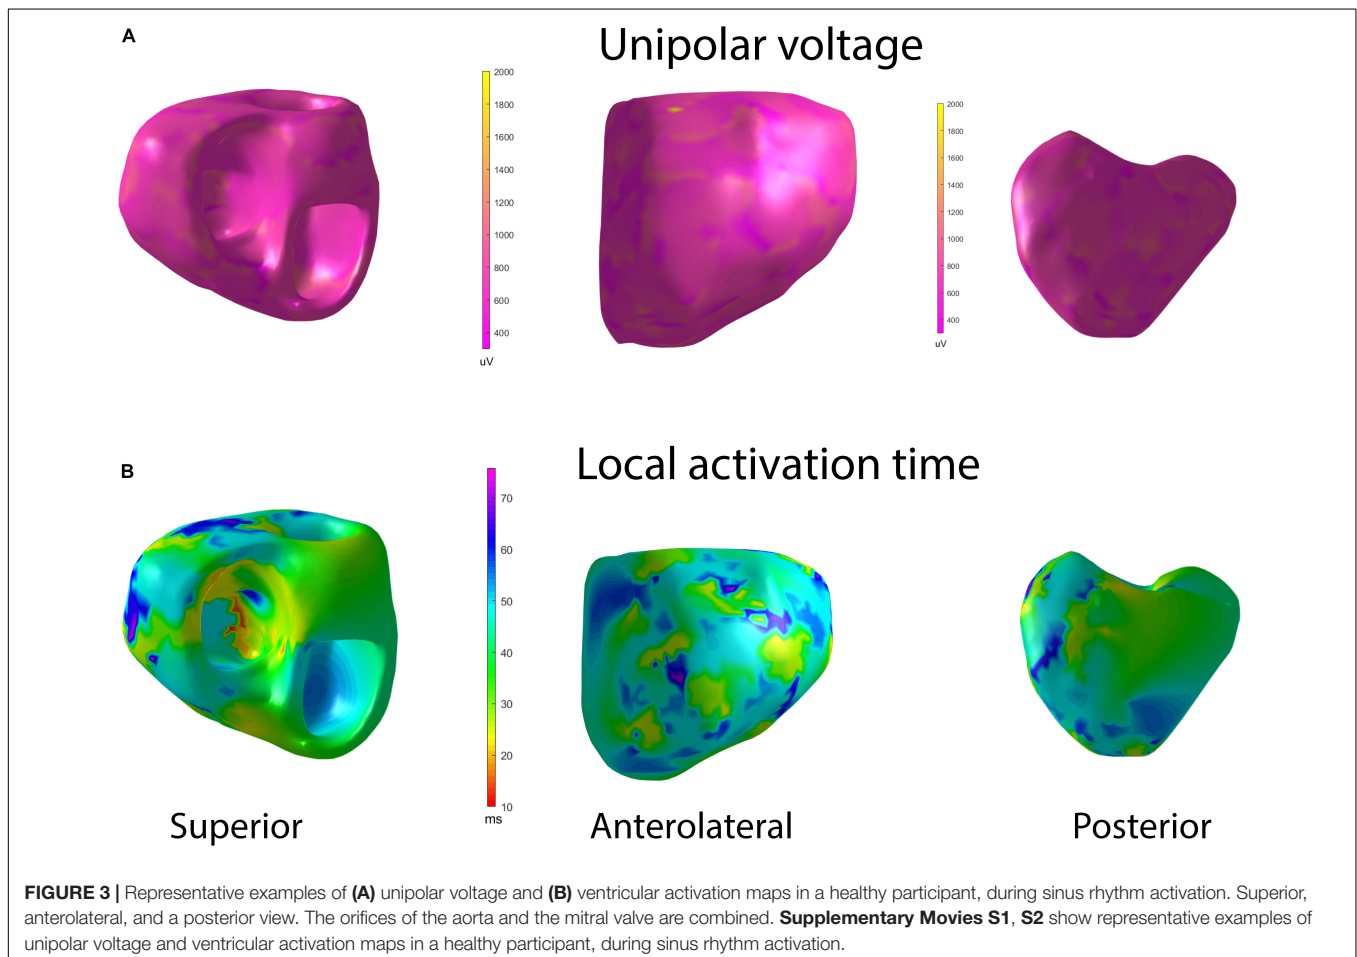 A
Unipolar voltage
2000
1800
1600
1400
1200
1000
800
600
400
uV
2000
1800
1600
1400
1200
1000
800
600
400
uV
B
Local activation time
70
60
50
40
30
20
10
ms
Superior
Anterolateral
Posterior
FIGURE 3 | Representative examples of (A) unipolar voltage and (B) ventricular activation maps in a healthy participant, during sinus rhythm activation. Superior,
anterolateral, and a posterior view. The orifices of the aorta and the mitral valve are combined. Supplementary Movies S1, S2 show representative examples of
unipolar voltage and ventricular activation maps in a healthy participant, during sinus rhythm activation.